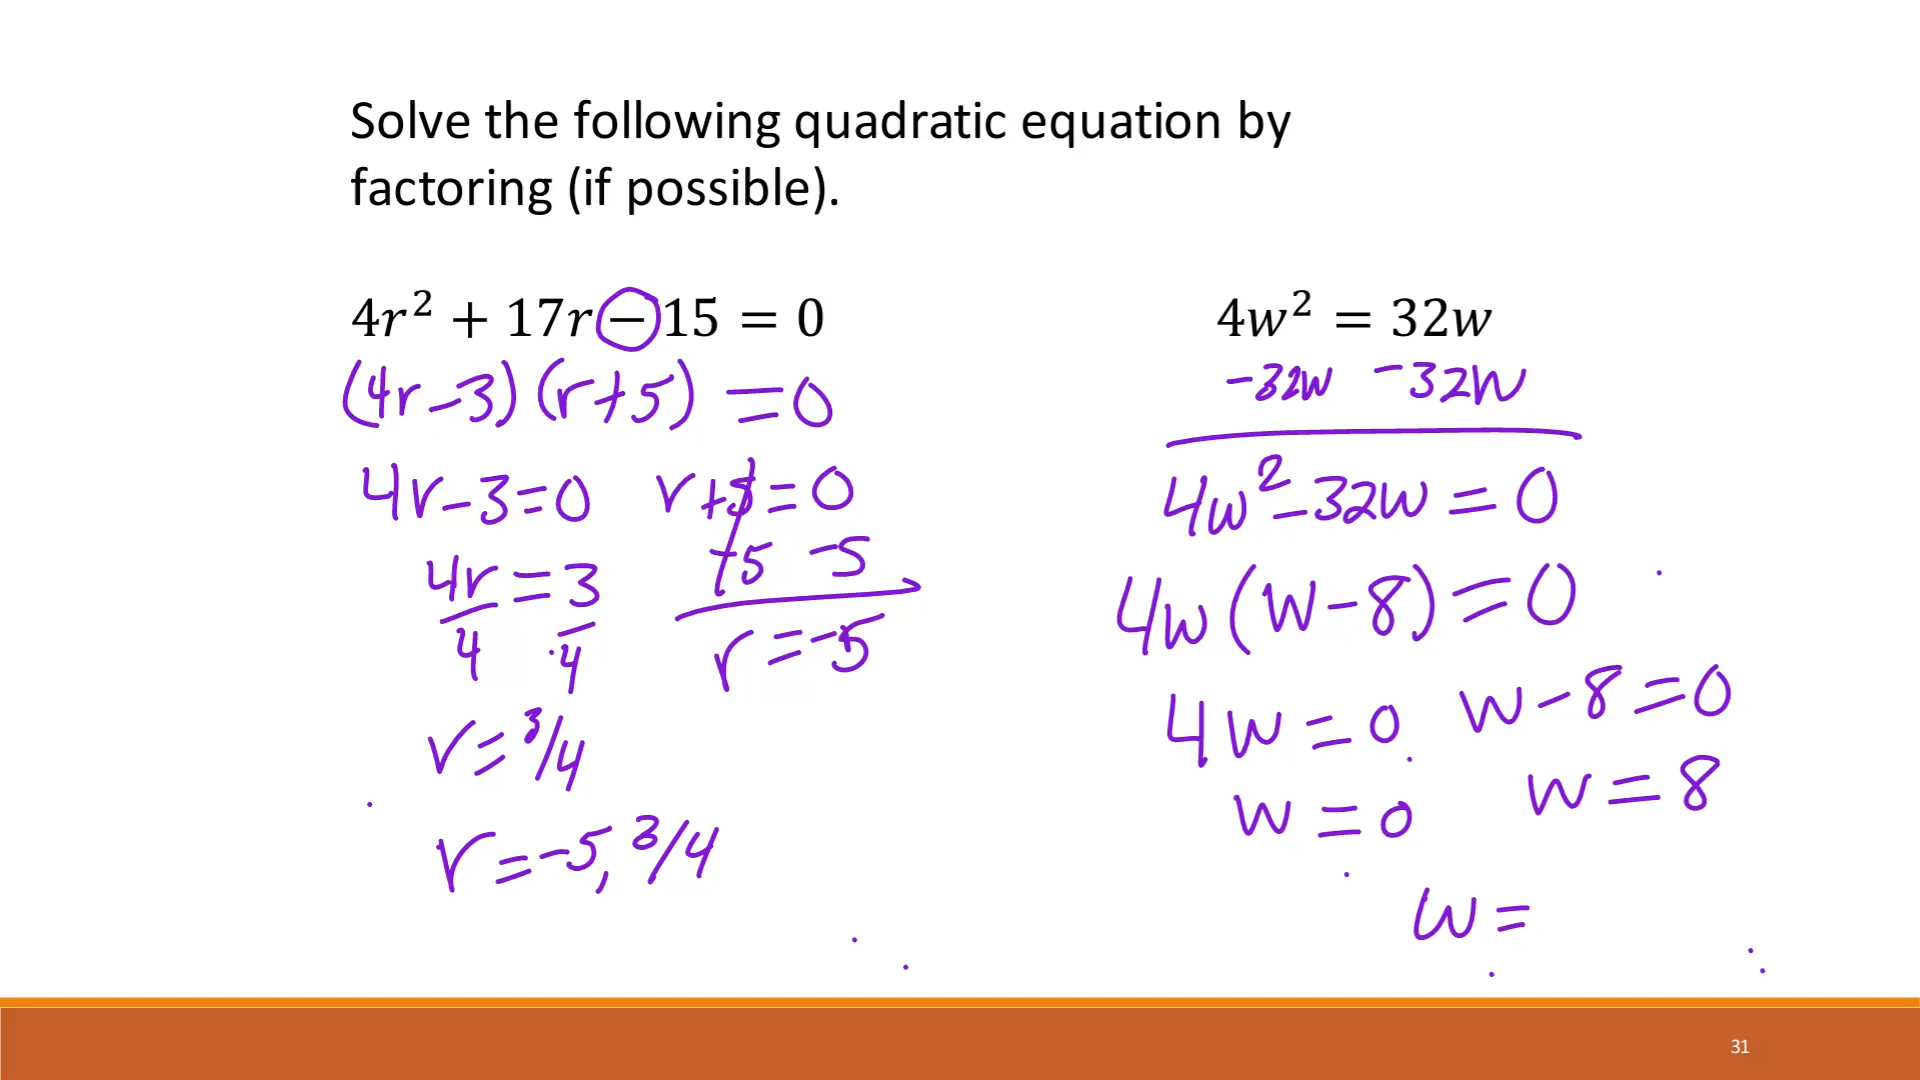 Solve the following quadratic equation by
factoring (if possible).
4r² + 17r − 15 = 0
(4r-3)(r+5) = 0
4r-3=0 r+5=0
-5 -5
4r = 3
4 4
r = -5
r = 3/4
r = -5, 3/4
4w² = 32w
-32w -32w
4w² - 32w = 0
4w(w-8) = 0
4w = 0 w-8 = 0
w = 0 w = 8
w =
31